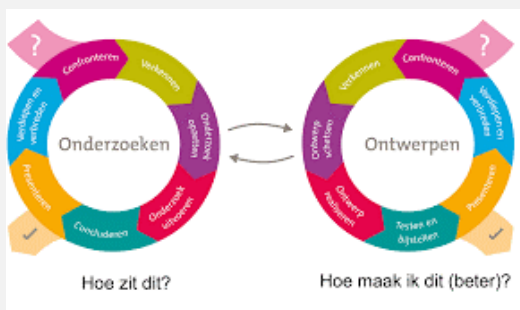 ?
Confronteren
Verkennen
Onderzoek
opzetten
Onderzoek
uitvoeren
Concluderen
Presenteren
Verdiepen en
verbreden
Onderzoeken
Hoe zit dit?
?
Confronteren
Verkennen
Ontwerp
schetsen
Ontwerp
realiseren
Testen en
bijstellen
Presenteren
Verdiepen en
verbreden
Ontwerpen
Hoe maak ik dit (beter)?